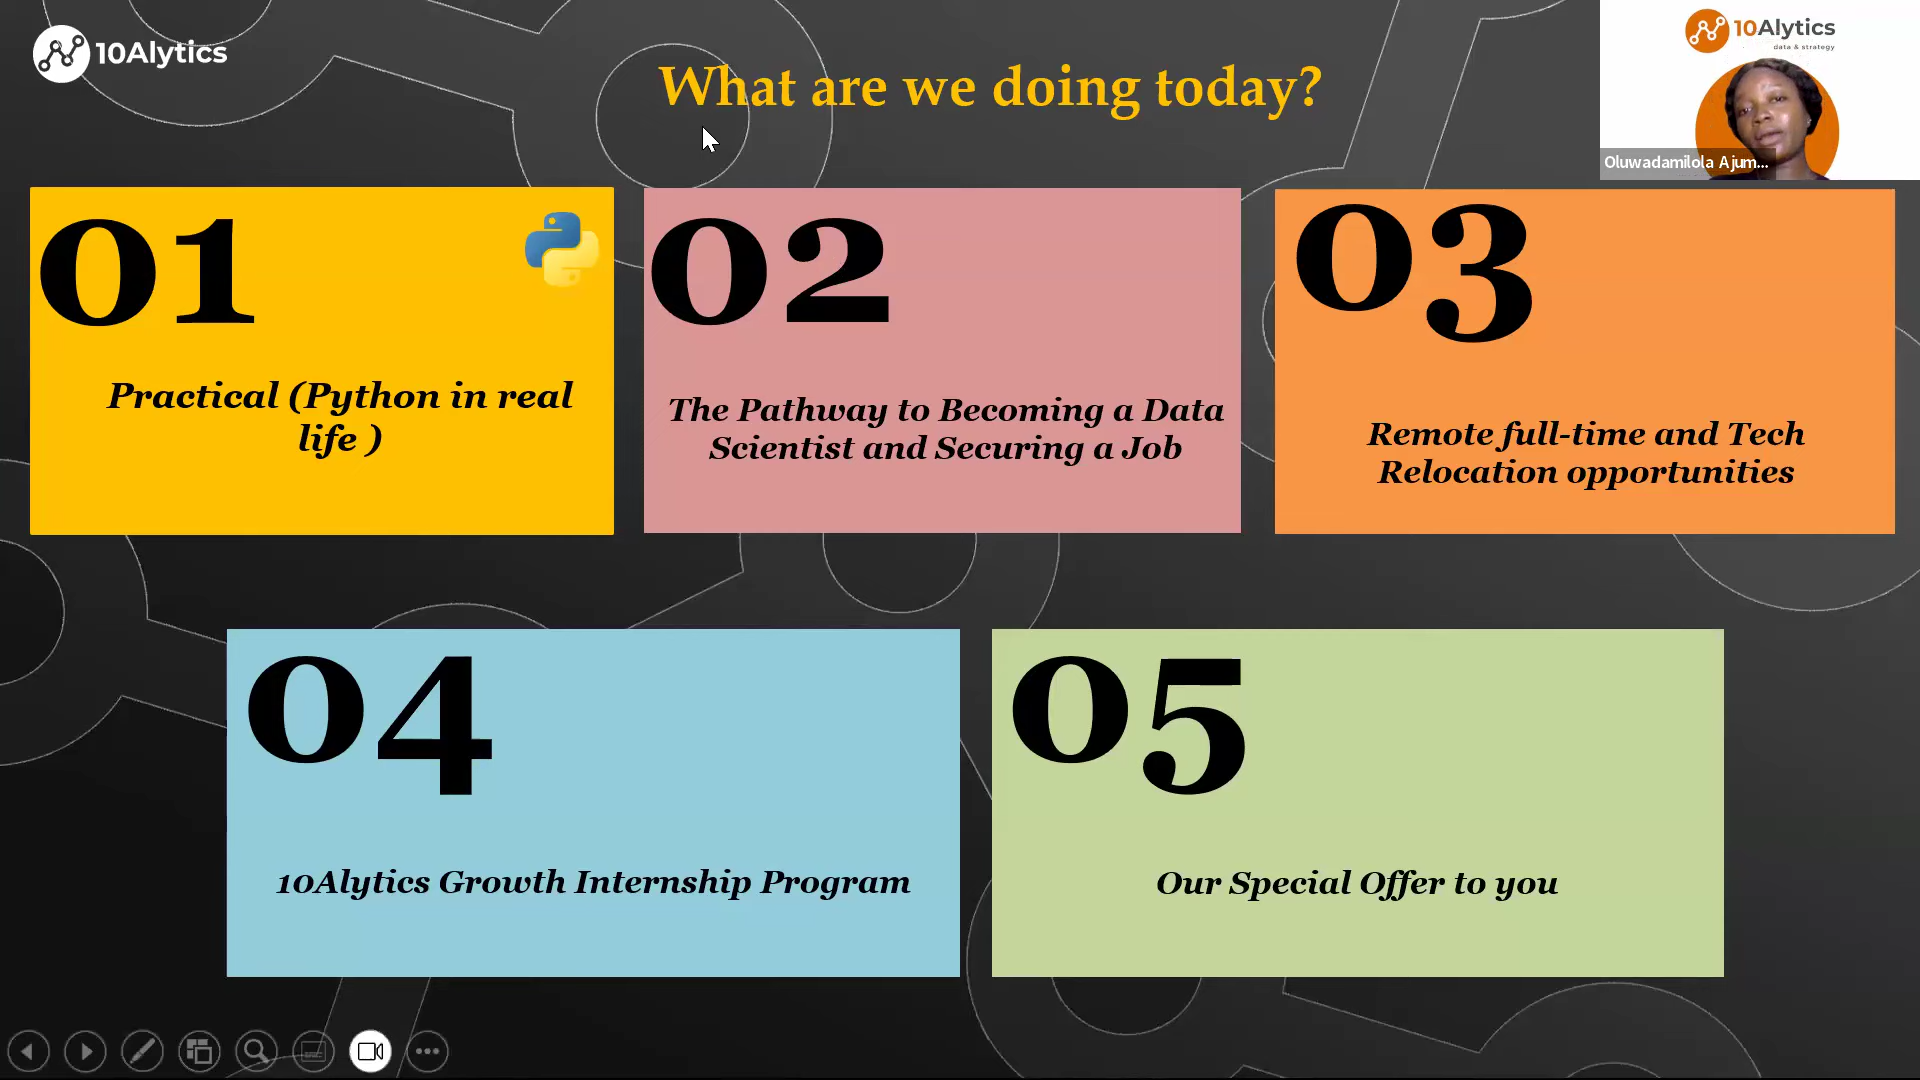 10Alytics
What are we doing today?
10Alytics
data & strategy
Oluwadamilola Ajum...
01
Practical (Python in real
life )
02
The Pathway to Becoming a Data
Scientist and Securing a Job
03
Remote full-time and Tech
Relocation opportunities
04
10Alytics Growth Internship Program
05
Our Special Offer to you